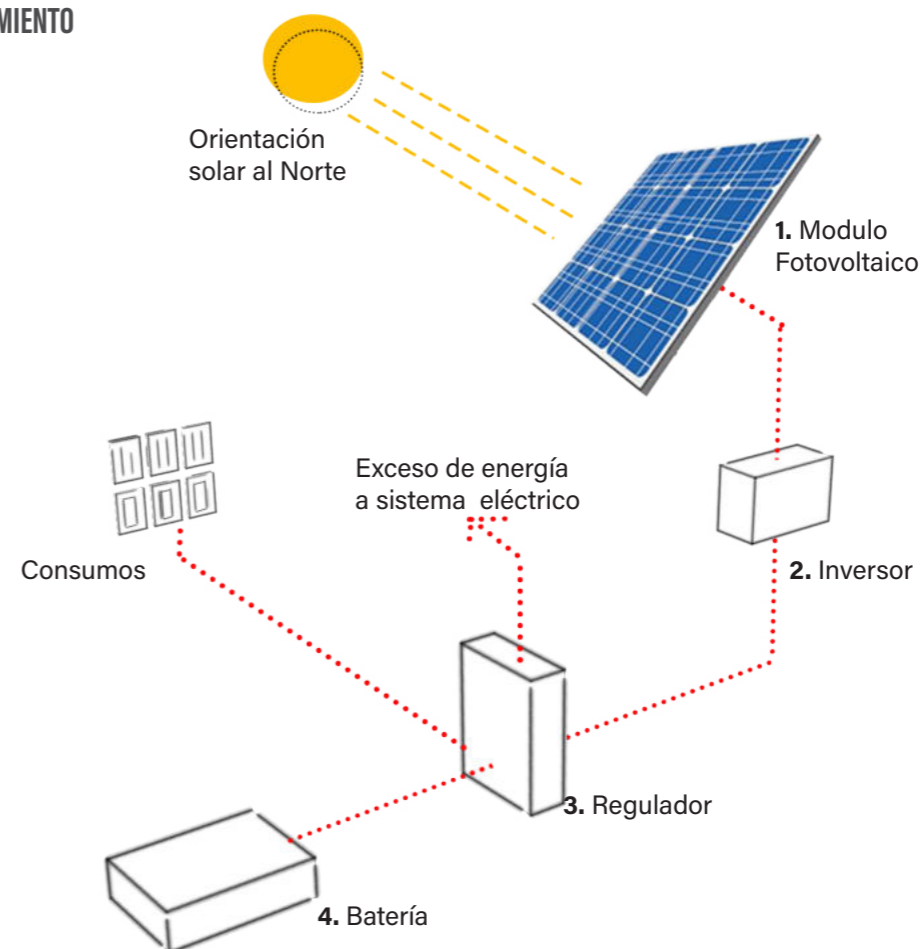 MIENTO
Orientación
solar al Norte
1. Modulo
Fotovoltaico
Exceso de energía
a sistema eléctrico
Consumos
2. Inversor
3. Regulador
4. Batería